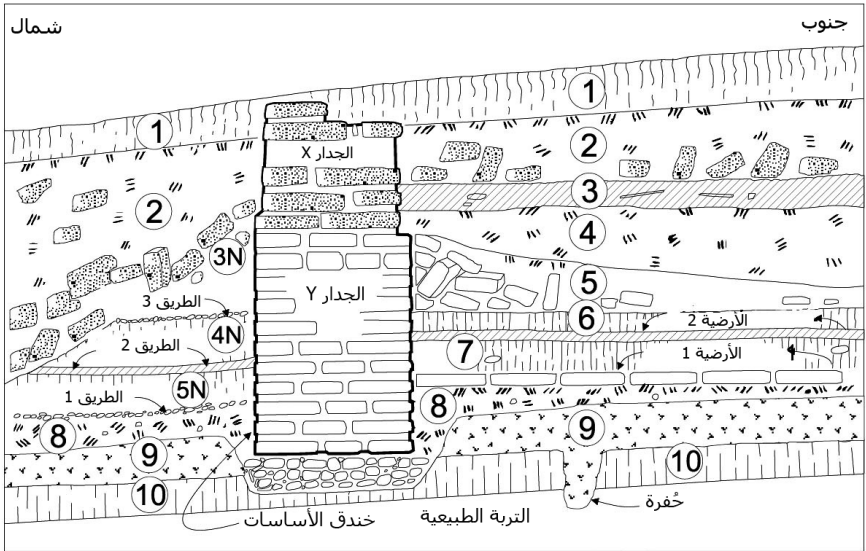 شمال
جنوب
1
1
2
الجدار X
2
3
3N
4
الطريق 3
5
الجدار Y
6
الأرضية 2
4N
الطريق 2
7
الأرضية 1
5N
الطريق 1
8
8
9
9
10
10
خندق الأساسات
التربة الطبيعية
حُفرة